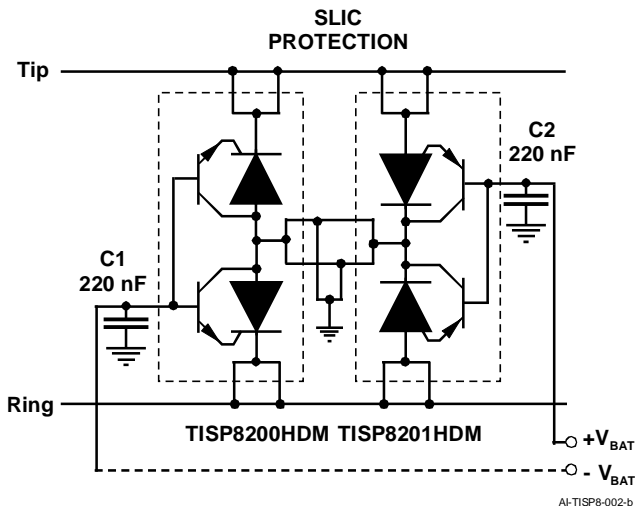 SLIC
PROTECTION
Tip
C2
220 nF
C1
220 nF
Ring
TISP8200HDM TISP8201HDM
+VBAT
- VBAT
AI-TISP8-002-b